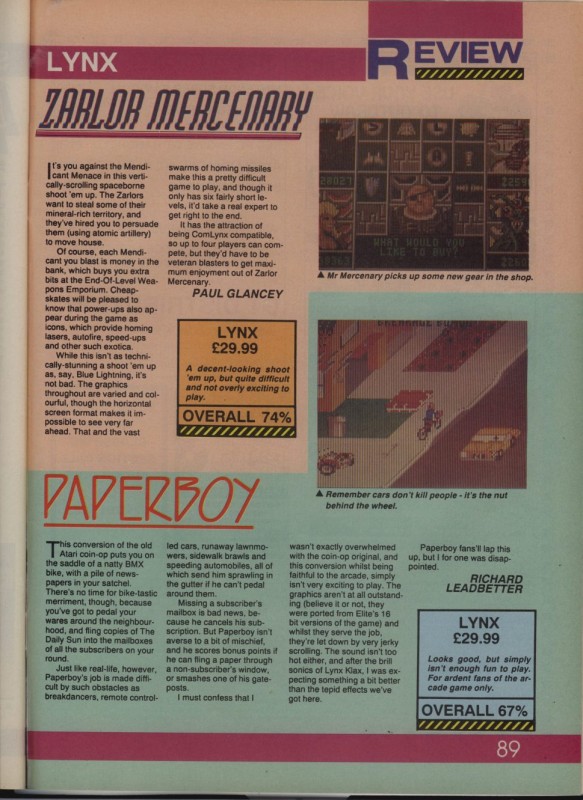 LYNX
REVIEW
ZARLOR MERCENARY
It's you against the Mendi-
cant Menace in this verti-
cally-scrolling spaceborne
shoot 'em up. The Zarlors
want to steal some of their
mineral-rich territory, and
they've hired you to persuade
them (using atomic artillery)
to move house.
Of course, each Mendi-
cant you blast is money in the
bank, which buys you extra
bits at the End-Of-Level Wea-
pons Emporium. Cheap-
skates will be pleased to
know that power-ups also ap-
pear during the game as
icons, which provide homing
lasers, autofire, speed-ups
and other such exotica.
While this isn't as techni-
cally-stunning a shoot 'em up
as, say, Blue Lightning, it's
not bad. The graphics
throughout are varied and col-
ourful, though the horizontal
screen format makes it im-
possible to see very far
ahead. That and the vast
swarms of homing missiles
make this a pretty difficult
game to play, and though it
only has six fairly short le-
vels, it'd take a real expert to
get right to the end.
It has the attraction of
being ComLynx compatible,
so up to four players can com-
pete, but they'd have to be
veteran blasters to get maxi-
mum enjoyment out of Zarlor
Mercenary.
PAUL GLANCEY
LYNX
£29.99
A decent-looking shoot
'em up, but quite difficult
and not overly exciting to
play.
OVERALL 74%
WHAT WOULD YOU
LIKE TO BUY?
▲ Mr Mercenary picks up some new gear in the shop.
▲ Remember cars don't kill people - it's the nut
behind the wheel.
PAPERBOY
This conversion of the old
Atari coin-op puts you on
the saddle of a natty BMX
bike, with a pile of news-
papers in your satchel.
There's no time for bike-tastic
merriment, though, because
you've got to pedal your
wares around the neighbour-
hood, and fling copies of The
Daily Sun into the mailboxes
of all the subscribers on your
round.
Just like real-life, however,
Paperboy's job is made diffi-
cult by such obstacles as
breakdancers, remote control-
led cars, runaway lawnmo-
wers, sidewalk brawls and
speeding automobiles, all of
which send him sprawling in
the gutter if he can't pedal
around them.
Missing a subscriber's
mailbox is bad news, be-
cause he cancels his sub-
scription. But Paperboy isn't
averse to a bit of mischief,
and he scores bonus points if
he can fling a paper through
a non-subscriber's window,
or smashes one of his gate-
posts.
I must confess that I
wasn't exactly overwhelmed
with the coin-op original, and
this conversion whilst being
faithful to the arcade, simply
isn't very exciting to play. The
graphics aren't at all outstand-
ing (believe it or not, they
were ported from Elite's 16
bit versions of the game) and
whilst they serve the job,
they're let down by very jerky
scrolling. The sound isn't too
hot either, and after the brill
sonics of Lynx Klax, I was ex-
pecting something a bit better
than the tepid effects we've
got here.
Paperboy fans'll lap this
up, but I for one was disap-
pointed.
RICHARD
LEADBETTER
LYNX
£29.99
Looks good, but simply
isn't enough fun to play.
For ardent fans of the ar-
cade game only.
OVERALL 67%
89